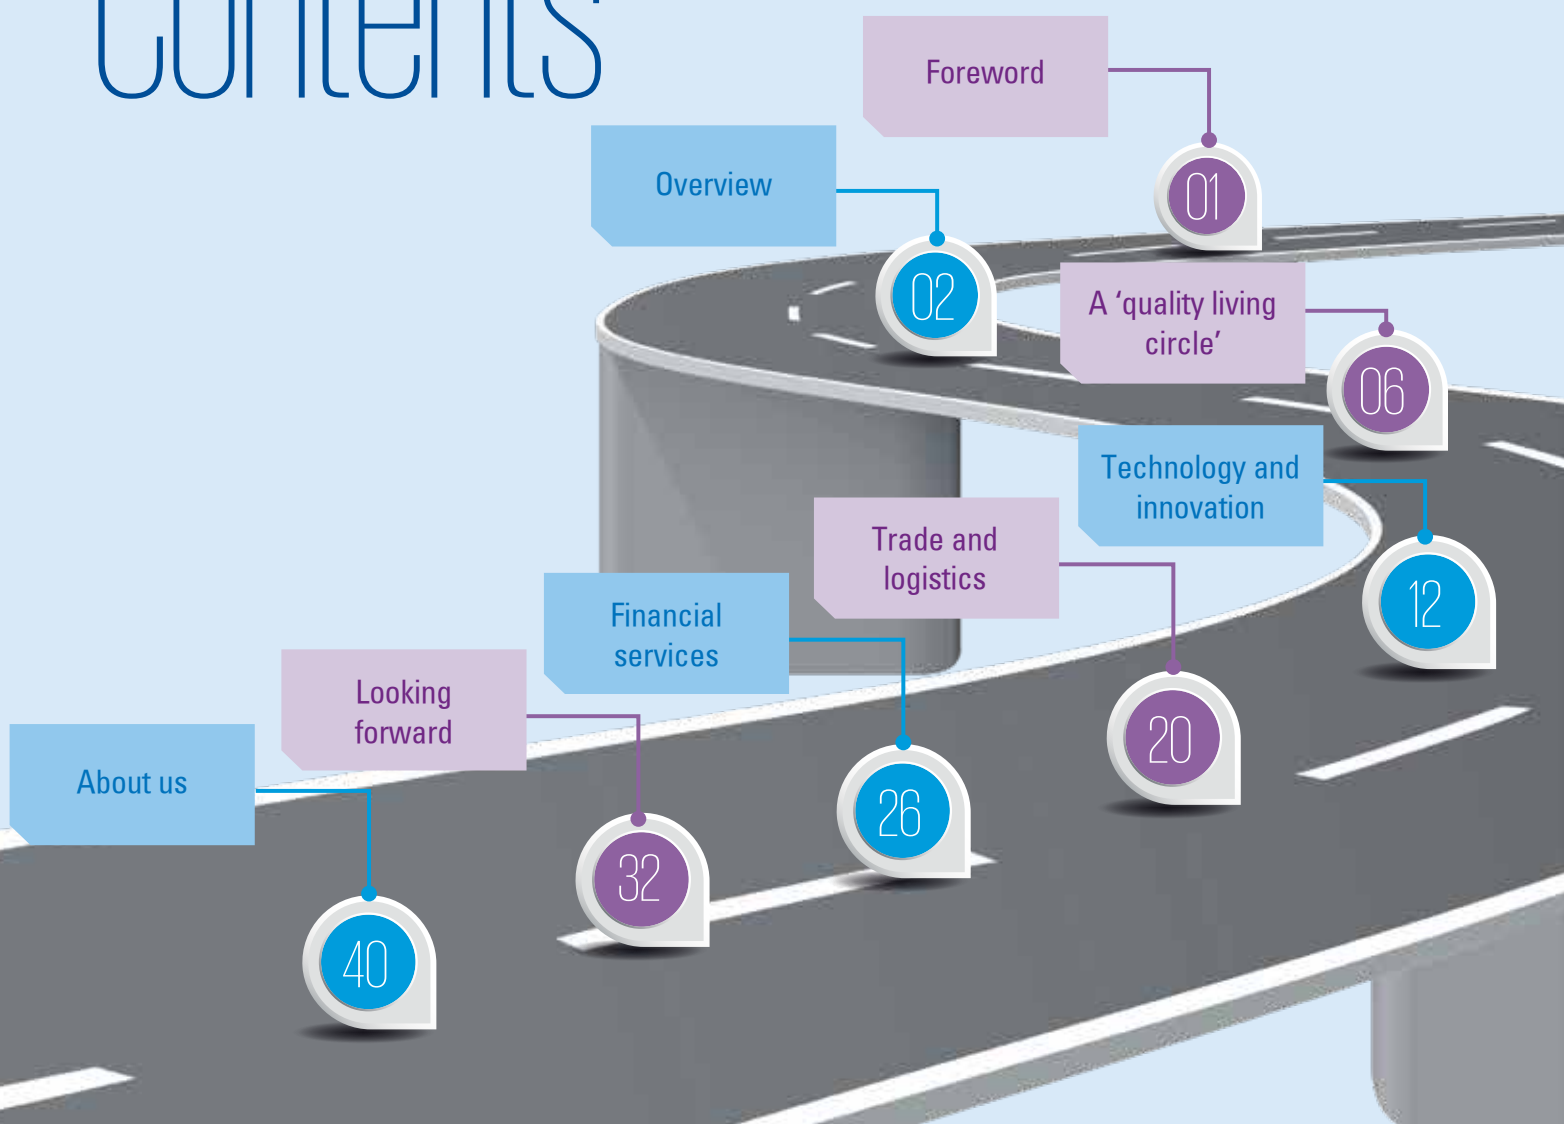 Contents
Foreword
01
Overview
02
A ‘quality living
circle’
06
Technology and
innovation
12
Trade and
logistics
20
Financial
services
26
Looking
forward
32
About us
40